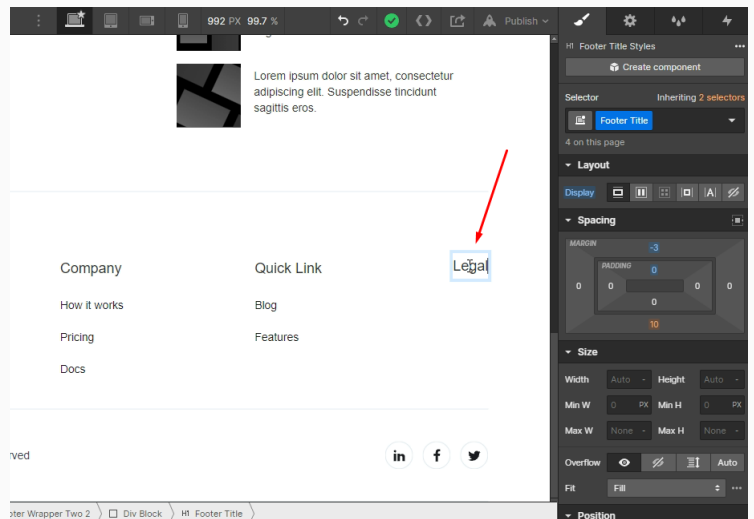 992 PX 99.7 %
Publish
H1 Footer Title Styles
Create component
Selector Inheriting 2 selectors
Footer Title
4 on this page
Layout
Display
Spacing
MARGIN
-3
PADDING
0
0 0 0 0
0
10
Size
Width Auto - Height Auto -
Min W 0 PX Min H 0 PX
Max W None - Max H None -
Overflow Auto
Fit Fill
Position
Lorem ipsum dolor sit amet, consectetur
adipiscing elit. Suspendisse tincidunt
sagittis eros.
Company Quick Link Legal
How it works Blog
Pricing Features
Docs
rved
in f
oter Wrapper Two 2 Div Block H1 Footer Title